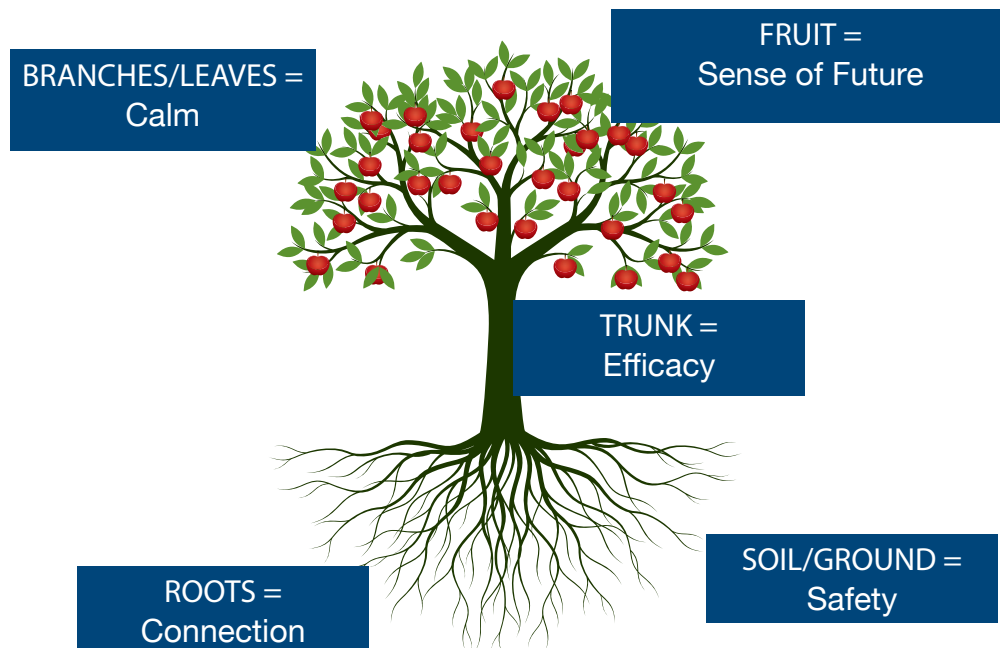 BRANCHES/LEAVES =
Calm
FRUIT =
Sense of Future
TRUNK =
Efficacy
SOIL/GROUND =
Safety
ROOTS =
Connection